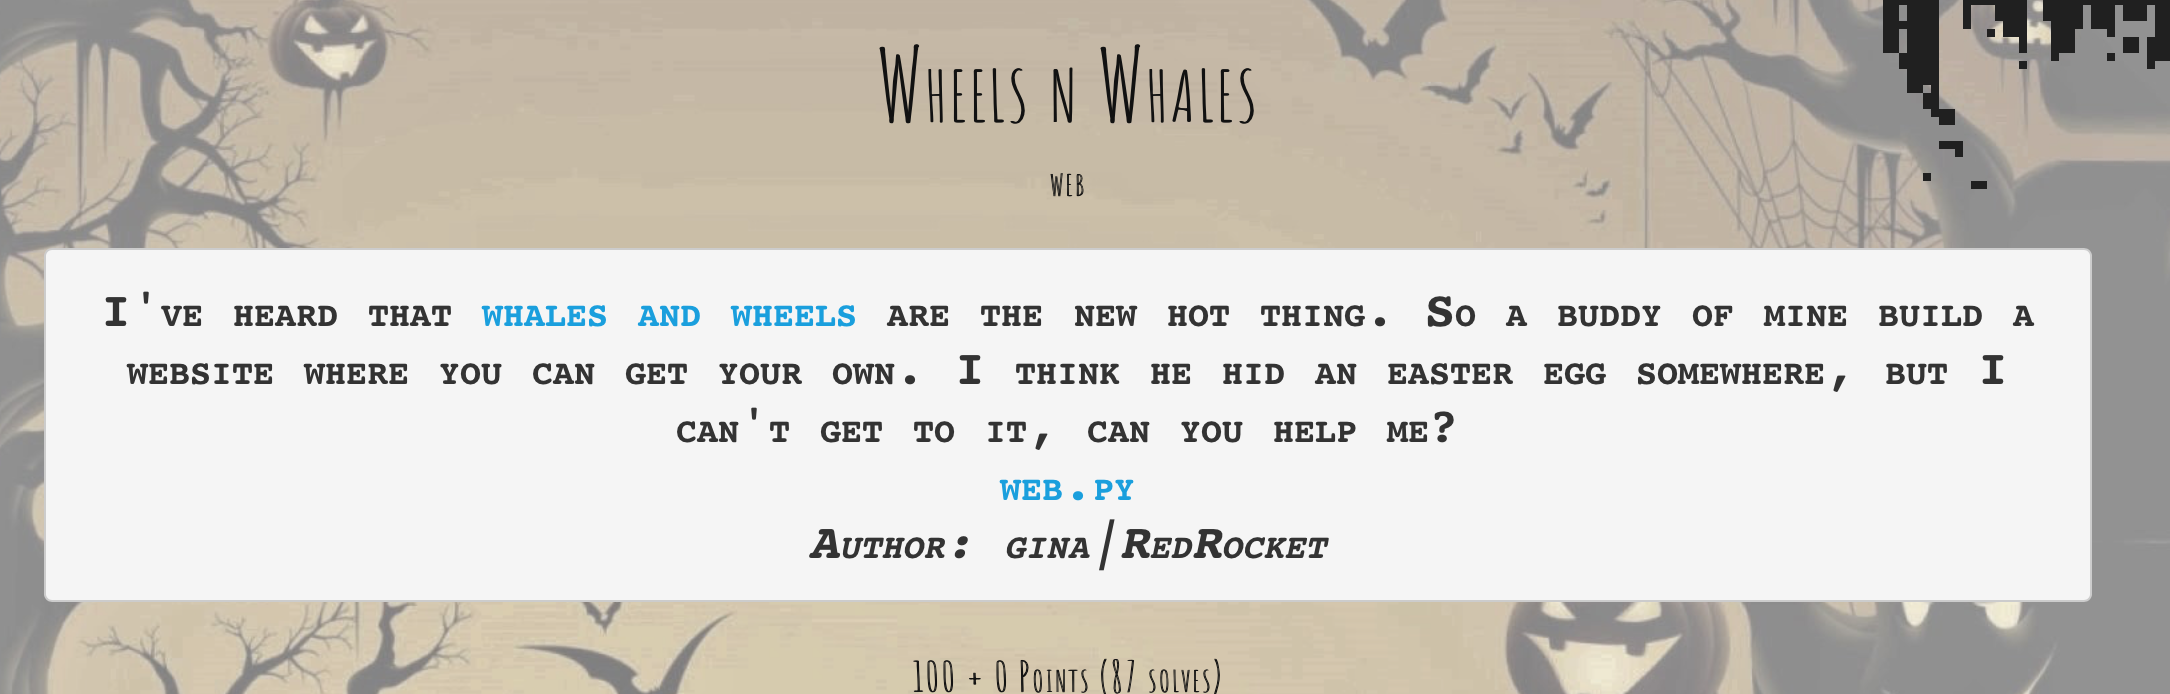 Wheels n Whales
web
I've heard that whales and wheels are the new hot thing. So a buddy of mine build a
website where you can get your own. I think he hid an easter egg somewhere, but I
can't get to it, can you help me?
web.py
Author: gina|RedRocket
100 + 0 Points (87 solves)